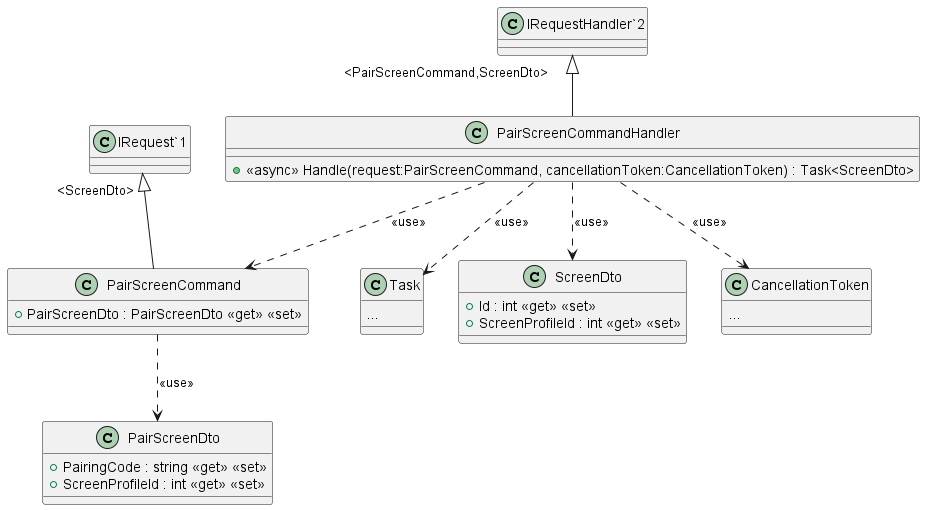 C IRequestHandler`2
<PairScreenCommand,ScreenDto>
C PairScreenCommandHandler
«async» Handle(request:PairScreenCommand, cancellationToken:CancellationToken) : Task<ScreenDto>
C IRequest`1
<ScreenDto>
«use»
«use»
«use»
«use»
C PairScreenCommand
PairScreenDto : PairScreenDto «get» «set»
C Task
...
C ScreenDto
Id : int «get» «set»
ScreenProfileId : int «get» «set»
C CancellationToken
...
«use»
C PairScreenDto
PairingCode : string «get» «set»
ScreenProfileId : int «get» «set»